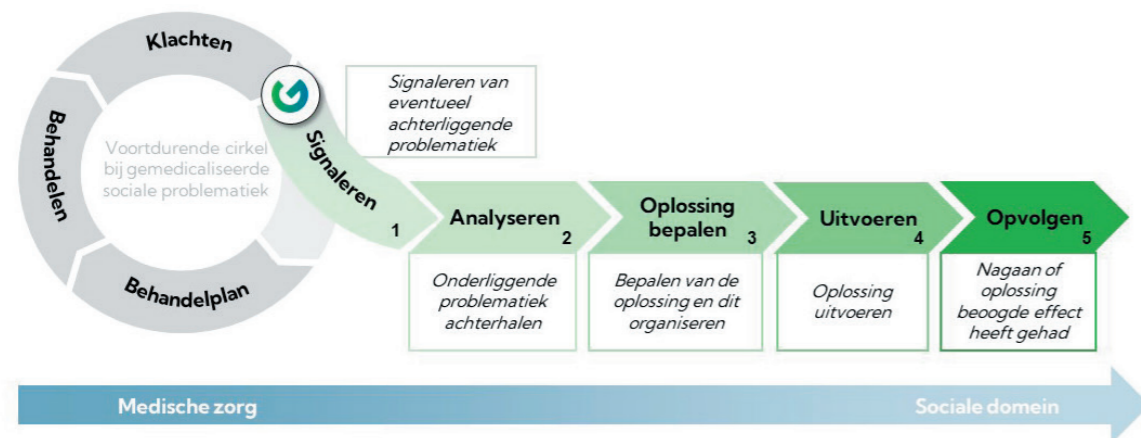 Klachten
Behandelen
Behandelplan
Voortdurende cirkel
bij gemedicaliseerde
sociale problematiek
Signaleren
1
Signaleren van
eventueel
achterliggende
problematiek
Analyseren
2
Onderliggende
problematiek
achterhalen
Oplossing
bepalen
3
Bepalen van de
oplossing en dit
organiseren
Uitvoeren
4
Oplossing
uitvoeren
Opvolgen
5
Nagaan of
oplossing
beoogde effect
heeft gehad
Medische zorg
Sociale domein